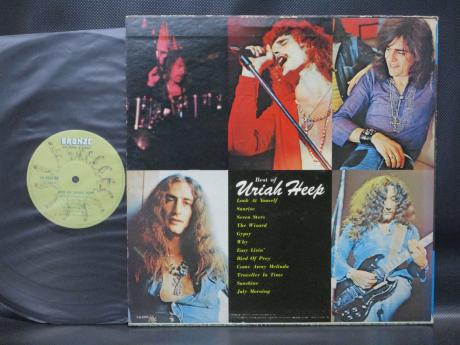 BRONZE
Best of
Uriah Heep
Look At Yourself
Sunrise
Seven Stars
The Wizard
Gypsy
Why
Easy Livin'
Bird Of Prey
Come Away Melinda
Traveller In Time
Sunshine
July Morning